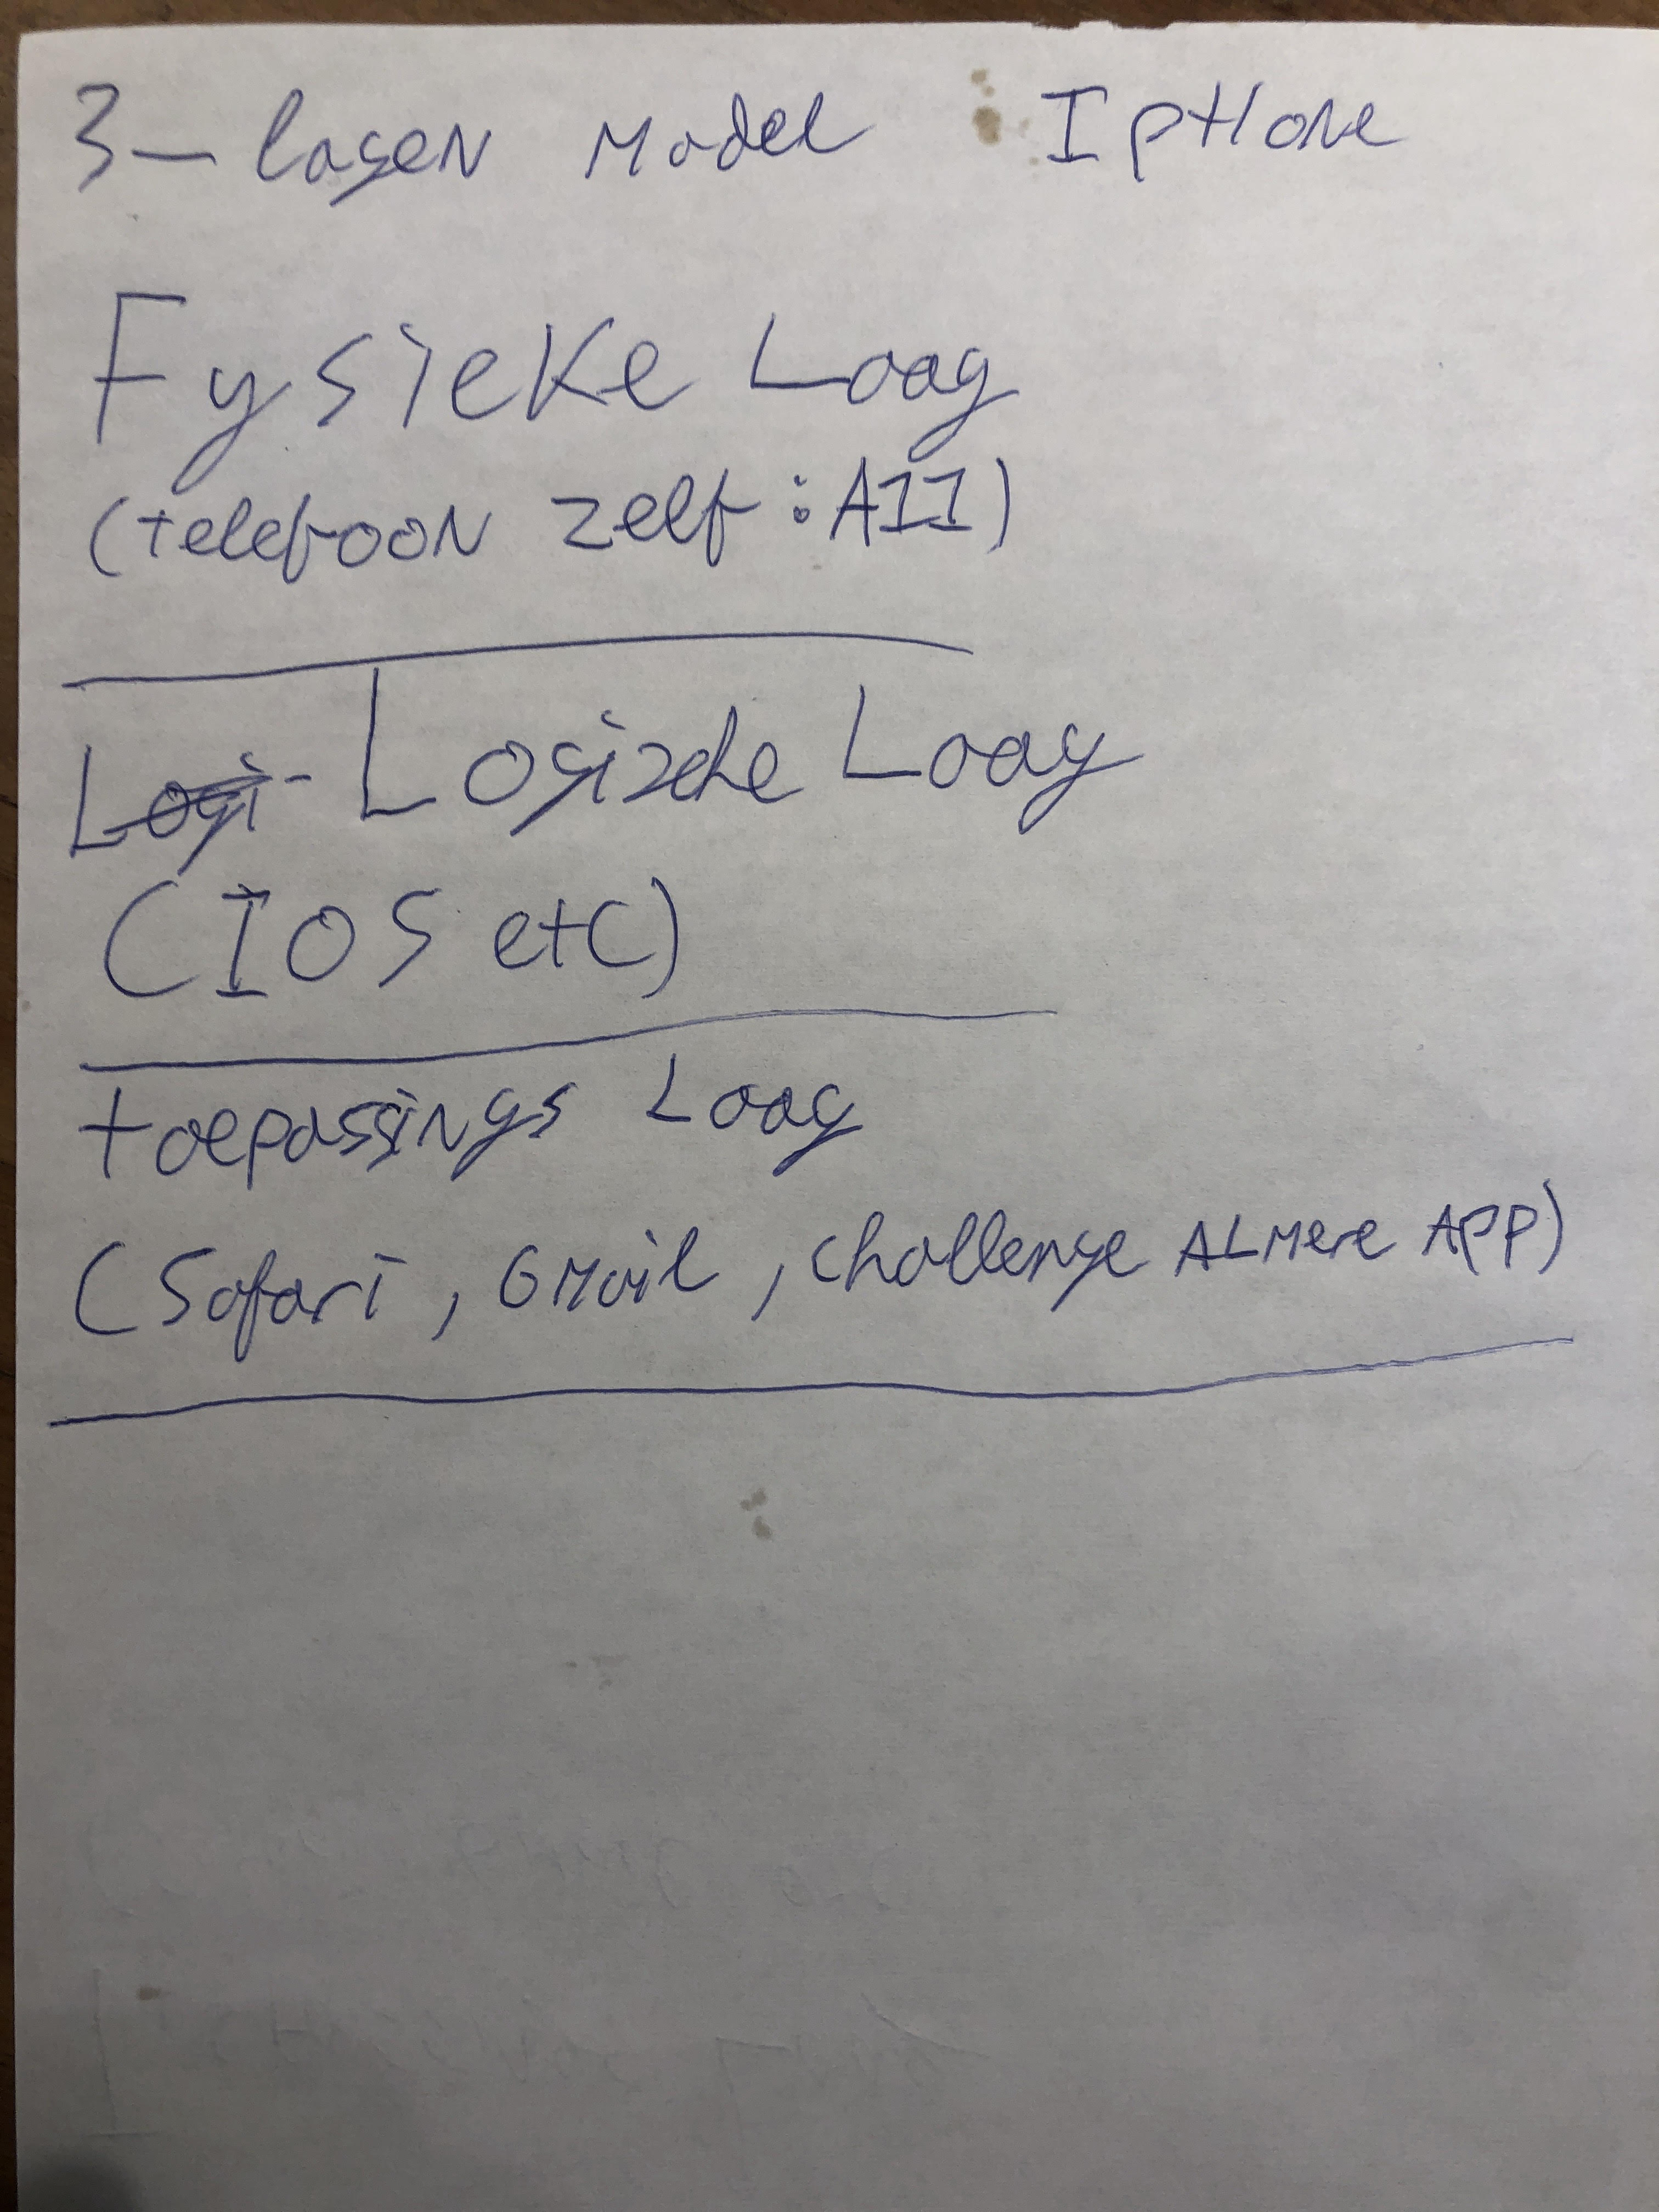 3- lagen Model IpHone
Fysieke Laag
(telefoon zelf : A11)
Logi- Logische Laag
(IOS etc)
toepassings Laag
(Safari, GMail, challenge ALMere APP)